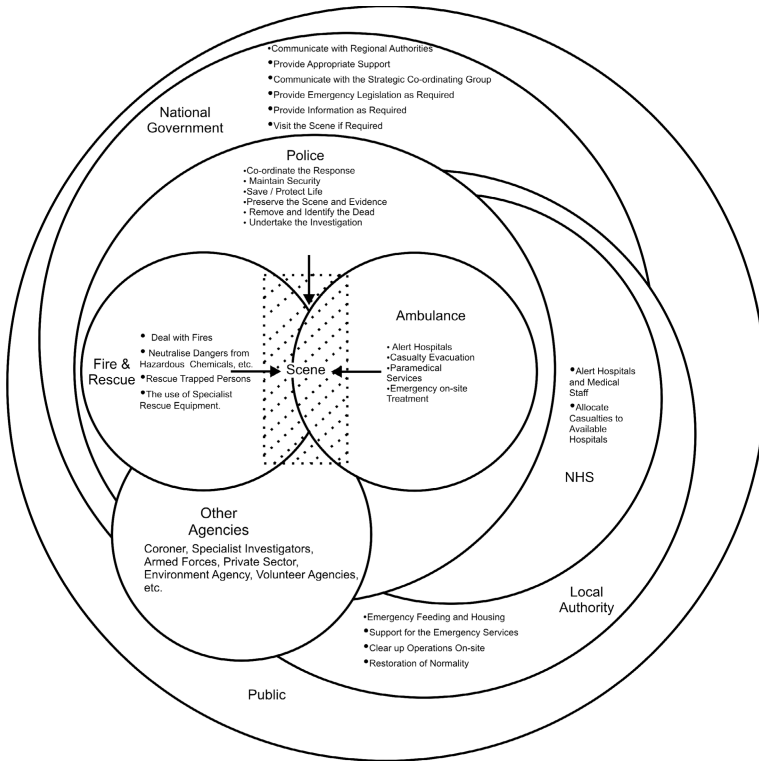 •Communicate with Regional Authorities
•Provide Appropriate Support
•Communicate with the Strategic Co-ordinating Group
•Provide Emergency Legislation as Required
•Provide Information as Required
•Visit the Scene if Required
National
Government
Police
•Co-ordinate the Response
• Maintain Security
•Save / Protect Life
•Preserve the Scene and Evidence
• Remove and Identify the Dead
• Undertake the Investigation
Fire &
Rescue
• Deal with Fires
• Neutralise Dangers from
Hazardous Chemicals, etc.
•Rescue Trapped Persons
•The use of Specialist
Rescue Equipment.
Scene
Ambulance
• Alert Hospitals
•Casualty Evacuation
•Paramedical
Services
•Emergency on-site
Treatment
•Alert Hospitals
and Medical
Staff
•Allocate
Casualties to
Available
Hospitals
NHS
Other
Agencies
Coroner, Specialist Investigators,
Armed Forces, Private Sector,
Environment Agency, Volunteer Agencies,
etc.
Local
Authority
•Emergency Feeding and Housing
•Support for the Emergency Services
•Clear up Operations On-site
•Restoration of Normality
Public